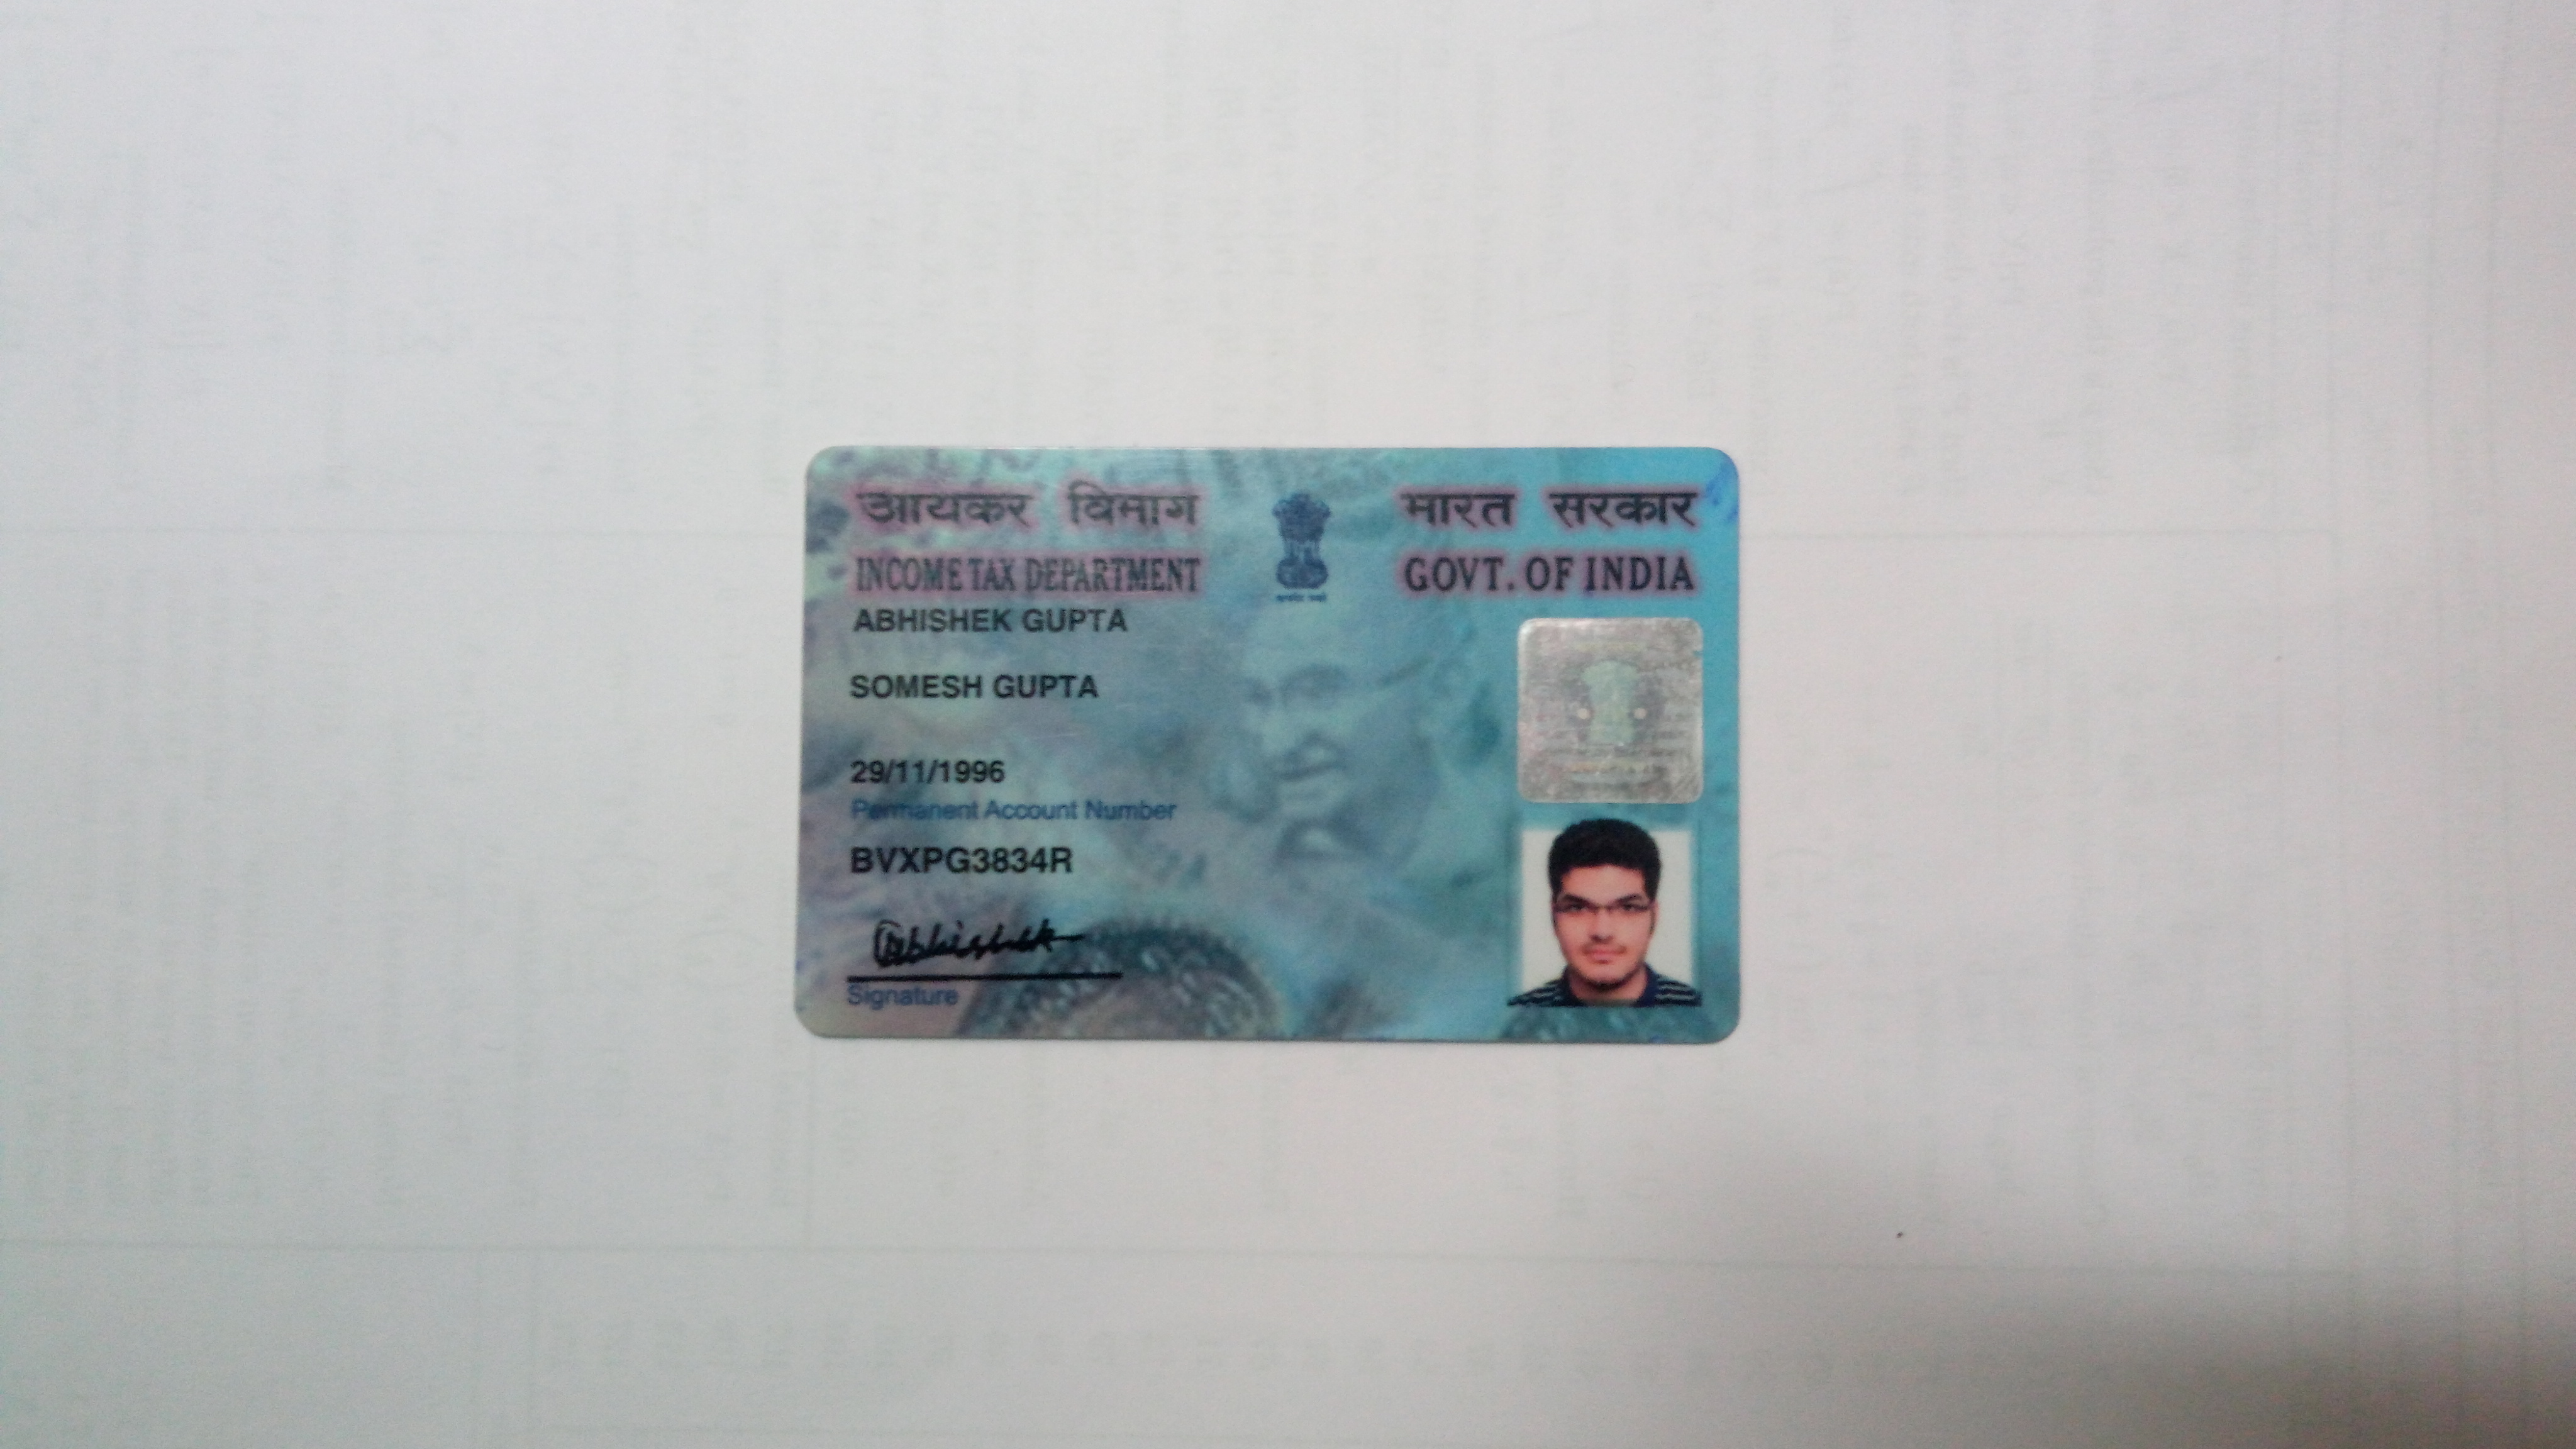 आयकर विभाग
INCOME TAX DEPARTMENT
भारत सरकार
GOVT. OF INDIA
ABHISHEK GUPTA
SOMESH GUPTA
29/11/1996
Permanent Account Number
BVXPG3834R
Abhishek
Signature